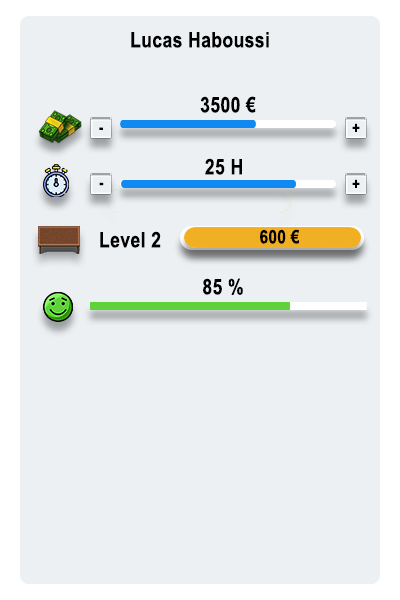 Lucas Haboussi
3500 €
- +
25 H
- +
Level 2 600 €
85 %